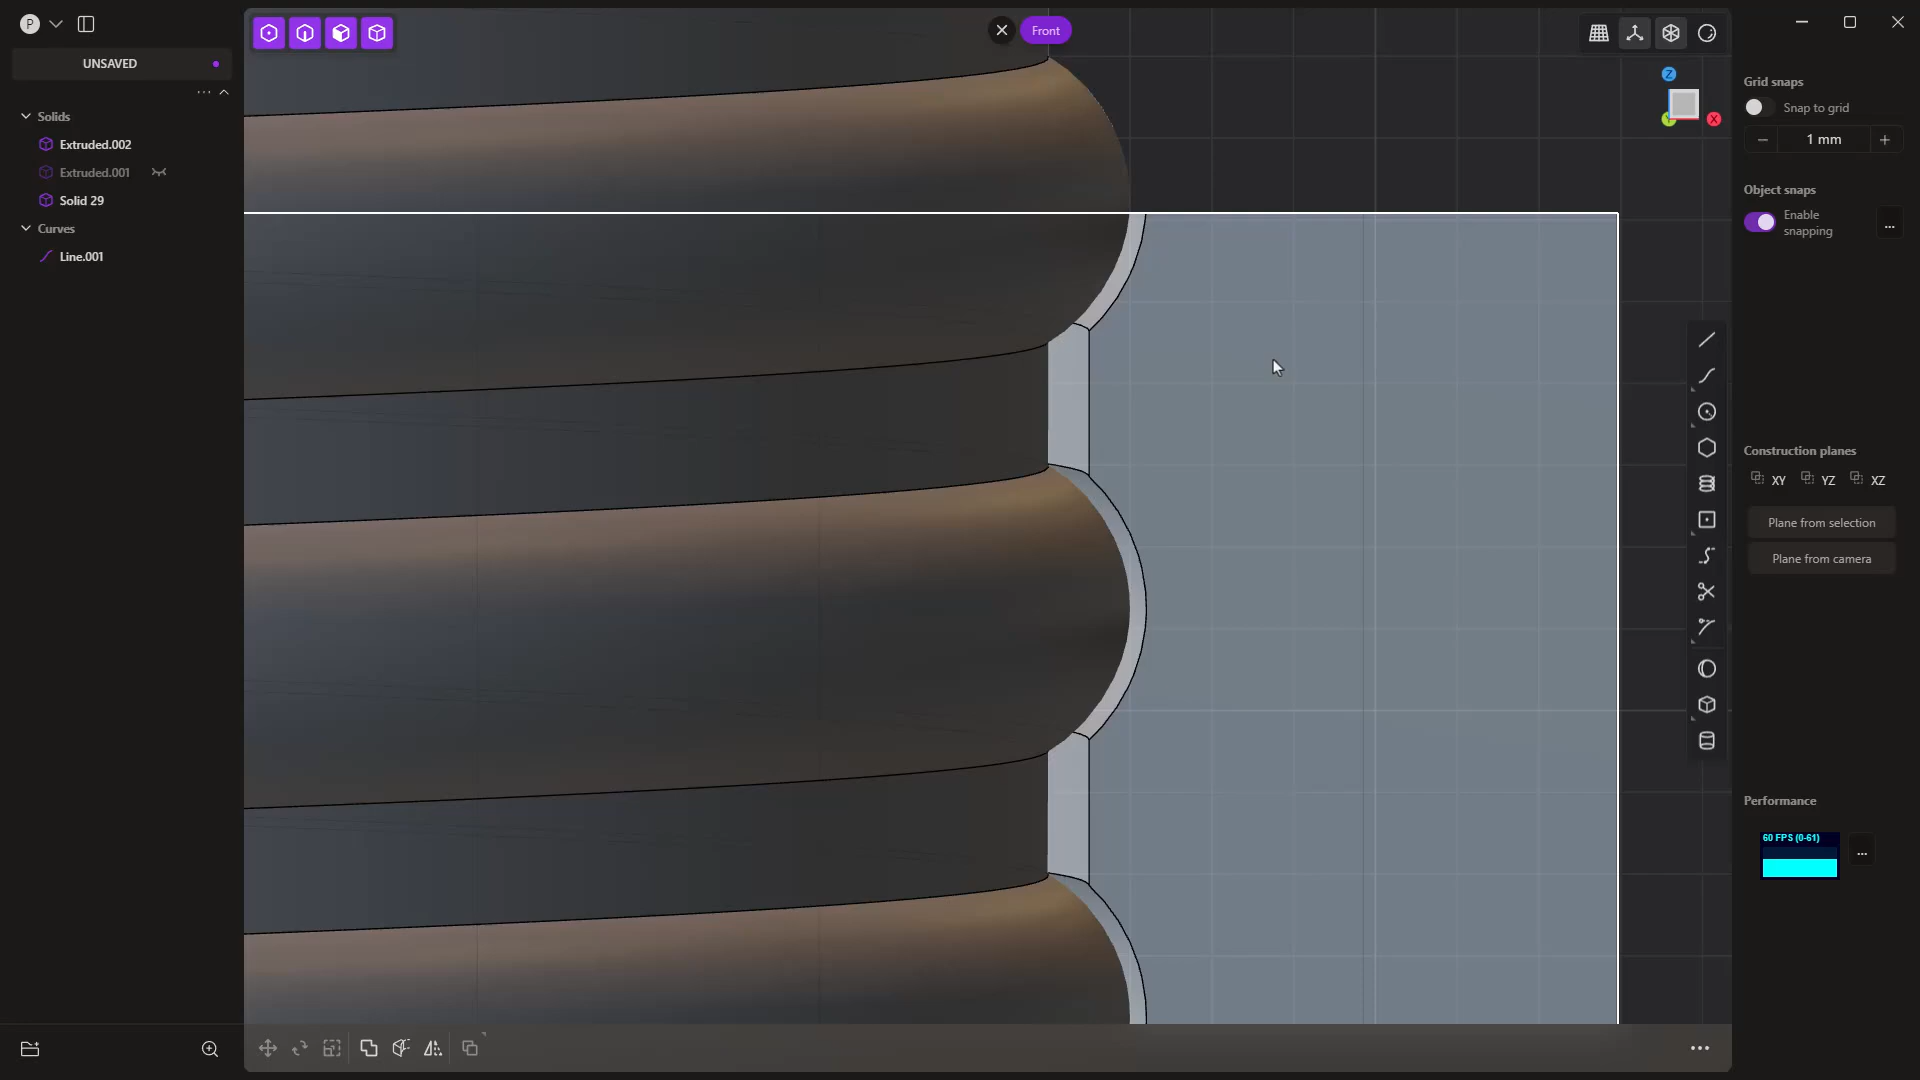 P
UNSAVED
Solids
Extruded.002
Extruded.001
Solid 29
Curves
Line.001
Front
Z
X
Grid snaps
Snap to grid
1 mm
Object snaps
Enable
snapping
...
Construction planes
XY
YZ
XZ
Plane from selection
Plane from camera
Performance
60 FPS (0-61)
...